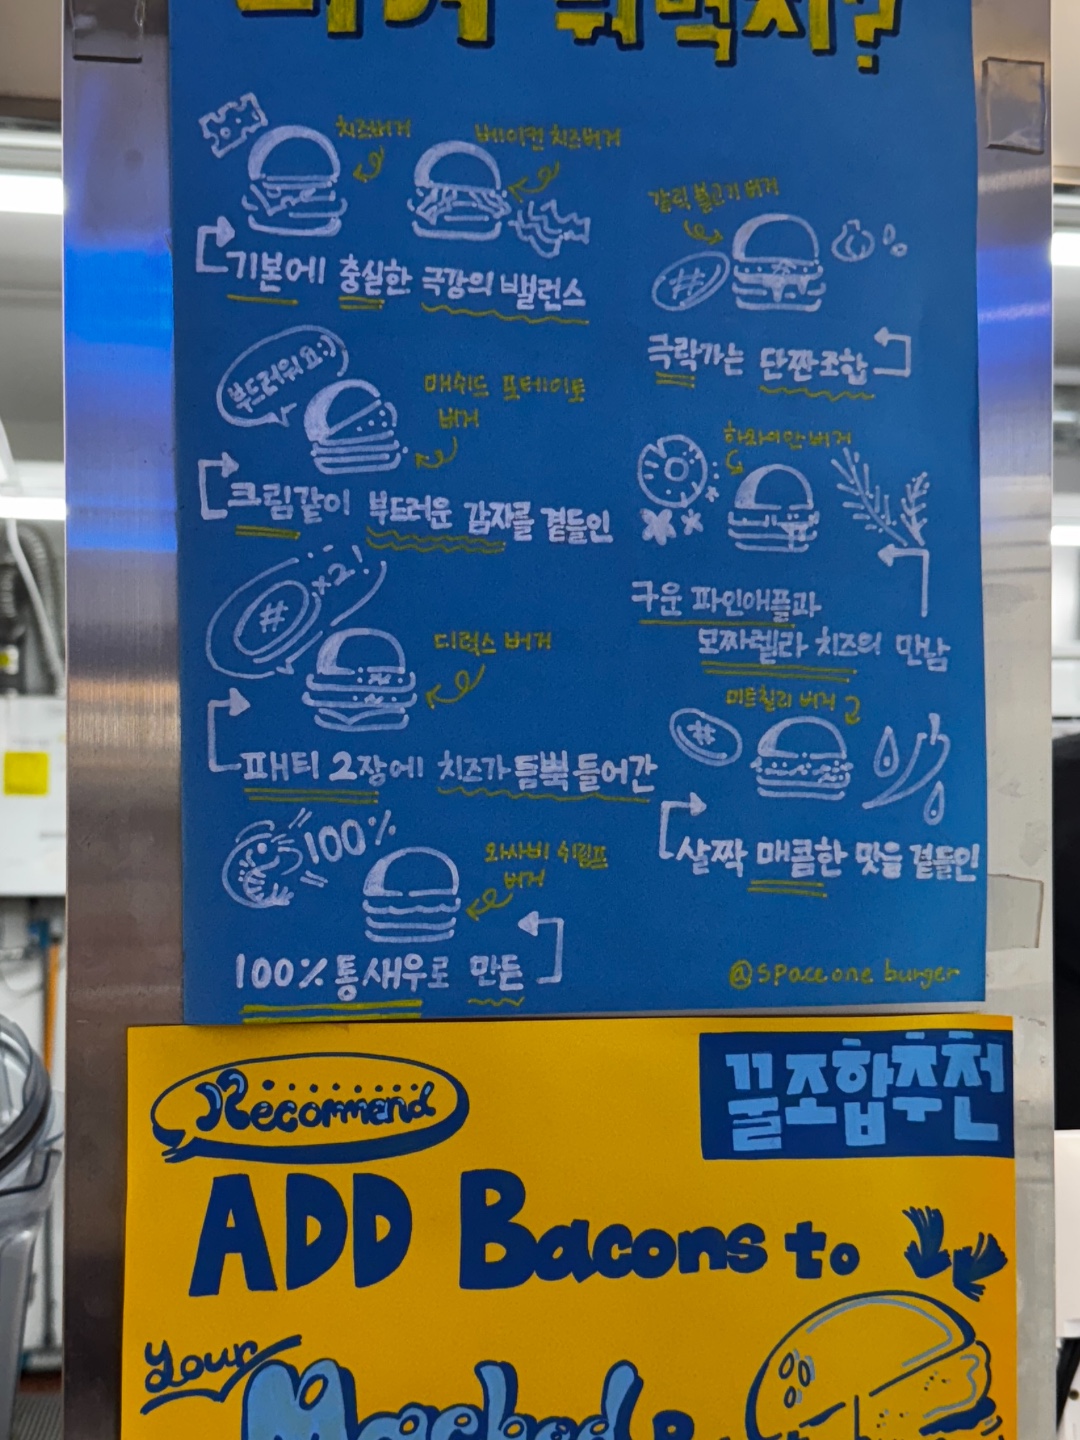 뭐먹지?
치즈버거
베이컨 치즈버거
기본에 충실한 극강의 밸런스
갈릭 불고기 버거
극락가는 단짠조합
부드러워요:)
매쉬드 포테이토
버거
크림같이 부드러운 감자를 곁들인
하와이안버거
구운 파인애플과
모짜렐라 치즈의 만남
x2!
디럭스 버거
패티 2장에 치즈가 듬뿍 들어간
미트칠리 버거
살짝 매콤한 맛을 곁들인
100%
와사비 쉬림프
버거
100% 통새우로 만든
@spaceone burger
Recommend
꿀조합추천
ADD Bacons to
Your